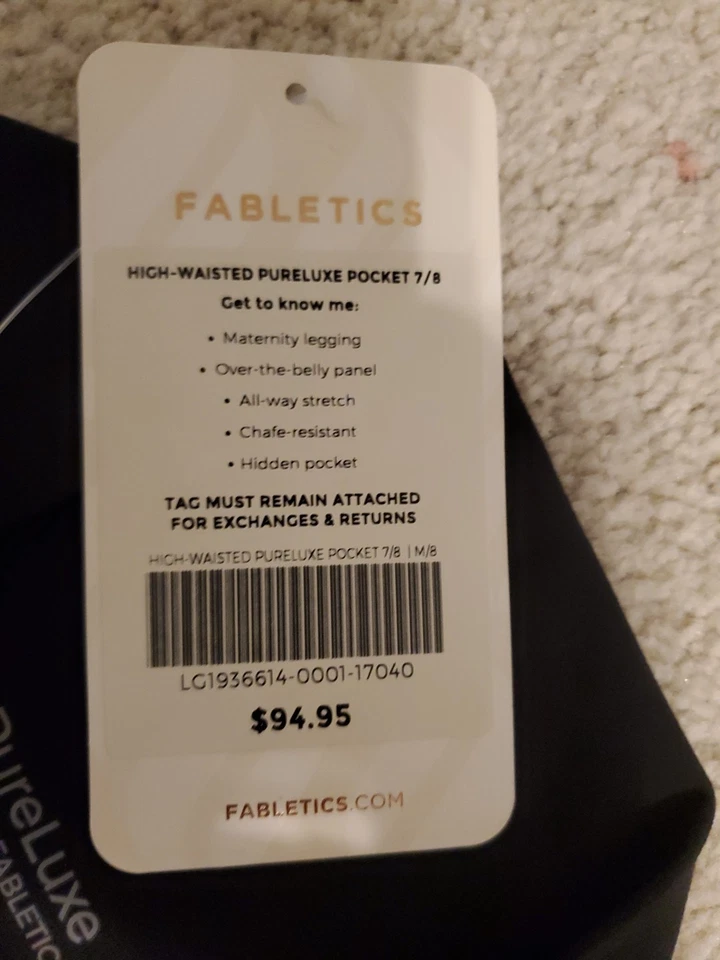 FABLETICS
HIGH-WAISTED PURELUXE POCKET 7/8
Get to know me:
• Maternity legging
• Over-the-belly panel
• All-way stretch
• Chafe-resistant
• Hidden pocket
TAG MUST REMAIN ATTACHED
FOR EXCHANGES & RETURNS
HIGH-WAISTED PURELUXE POCKET 7/8 | M/8
LG1936614-0001-17040
$94.95
FABLETICS.COM
PureLuxe
FABLETIC